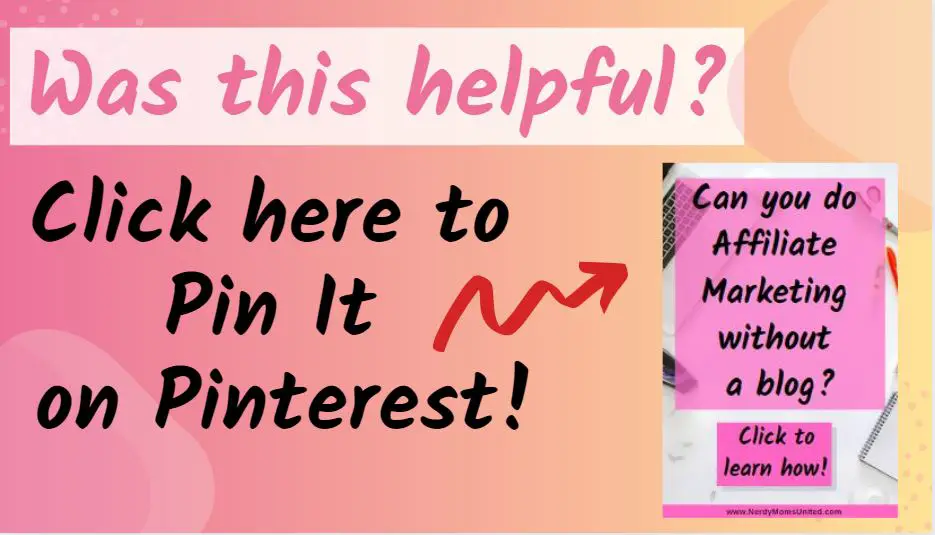 Was this helpful?
Click here to
Pin It
on Pinterest!
Can you do
Affiliate
Marketing
without
a blog?
Click to
learn how!
www.NerdyMomsUnited.com